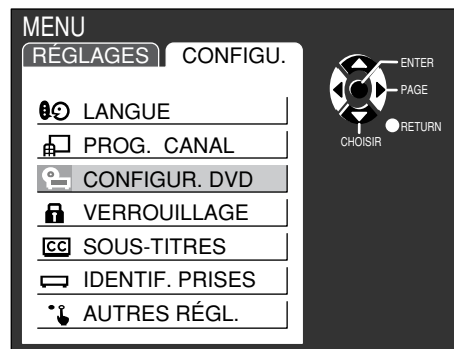 MENU
RÉGLAGES CONFIGU.
LANGUE
PROG. CANAL
CONFIGUR. DVD
VERROUILLAGE
CC SOUS-TITRES
IDENTIF. PRISES
AUTRES RÉGL.
ENTER
PAGE
RETURN
CHOISIR